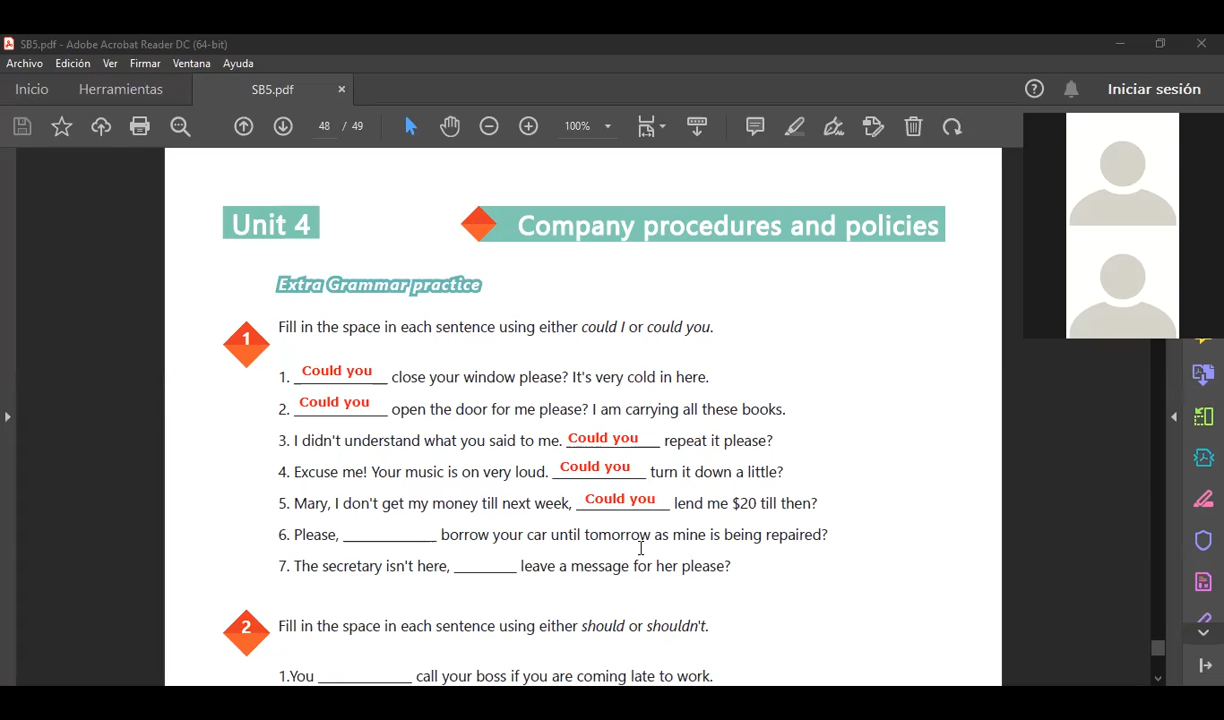 SB5.pdf - Adobe Acrobat Reader DC (64-bit)
Archivo Edición Ver Firmar Ventana Ayuda
Inicio Herramientas SB5.pdf × Iniciar sesión
48 / 49 100%
Unit 4 Company procedures and policies
Extra Grammar practice
1 Fill in the space in each sentence using either could I or could you.
1. Could you close your window please? It's very cold in here.
2. Could you open the door for me please? I am carrying all these books.
3. I didn't understand what you said to me. Could you repeat it please?
4. Excuse me! Your music is on very loud. Could you turn it down a little?
5. Mary, I don't get my money till next week, Could you lend me $20 till then?
6. Please, ____________ borrow your car until tomorrow as mine is being repaired?
7. The secretary isn't here, ________ leave a message for her please?
2 Fill in the space in each sentence using either should or shouldn't.
1.You ____________ call your boss if you are coming late to work.